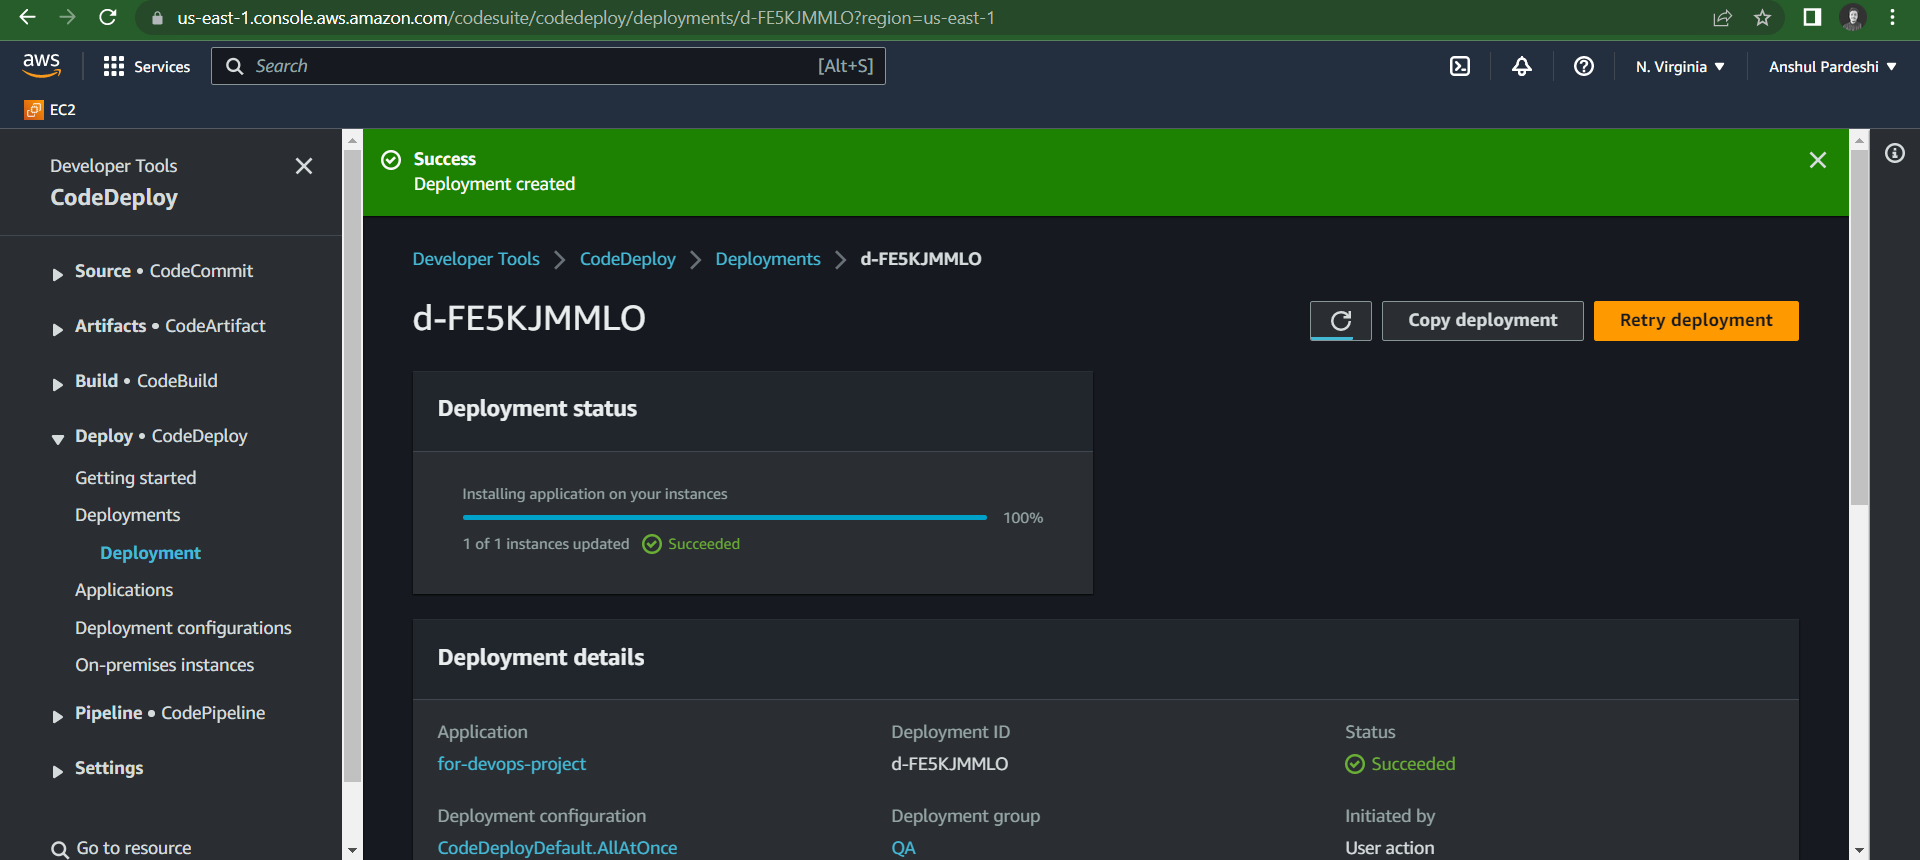 us-east-1.console.aws.amazon.com/codesuite/codedeploy/deployments/d-FE5KJMMLO?region=us-east-1
aws
Services
Search
[Alt+S]
N. Virginia
Anshul Pardeshi
EC2
Developer Tools
CodeDeploy
Source • CodeCommit
Artifacts • CodeArtifact
Build • CodeBuild
Deploy • CodeDeploy
Getting started
Deployments
Deployment
Applications
Deployment configurations
On-premises instances
Pipeline • CodePipeline
Settings
Go to resource
Success
Deployment created
Developer Tools
CodeDeploy
Deployments
d-FE5KJMMLO
d-FE5KJMMLO
Copy deployment
Retry deployment
Deployment status
Installing application on your instances
100%
1 of 1 instances updated
Succeeded
Deployment details
Application
for-devops-project
Deployment ID
d-FE5KJMMLO
Status
Succeeded
Deployment configuration
CodeDeployDefault.AllAtOnce
Deployment group
QA
Initiated by
User action